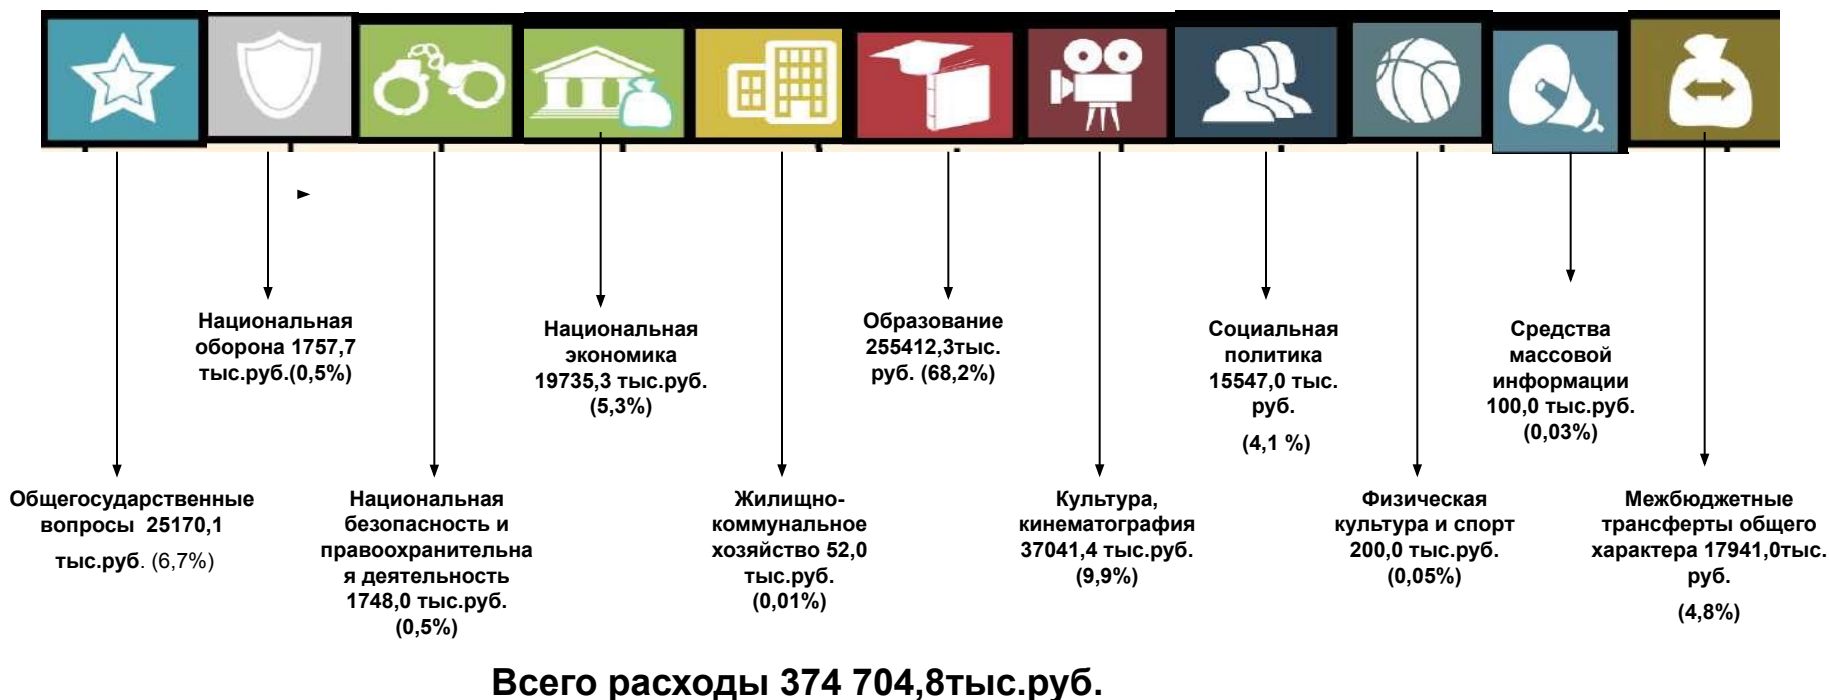 Национальная
оборона 1757,7
тыс.руб.(0,5%)
Национальная
экономика
19735,3 тыс.руб.
(5,3%)
Образование
255412,3тыс.
руб. (68,2%)
Социальная
политика
15547,0 тыс.
руб.
(4,1 %)
Средства
массовой
информации
100,0 тыс.руб.
(0,03%)
Общегосударственные
вопросы 25170,1
тыс.руб. (6,7%)
Национальная
безопасность и
правоохранительна
я деятельность
1748,0 тыс.руб.
(0,5%)
Жилищно-
коммунальное
хозяйство 52,0
тыс.руб.
(0,01%)
Культура,
кинематография
37041,4 тыс.руб.
(9,9%)
Физическая
культура и спорт
200,0 тыс.руб.
(0,05%)
Межбюджетные
трансферты общего
характера 17941,0тыс.
руб.
(4,8%)
Всего расходы 374 704,8тыс.руб.